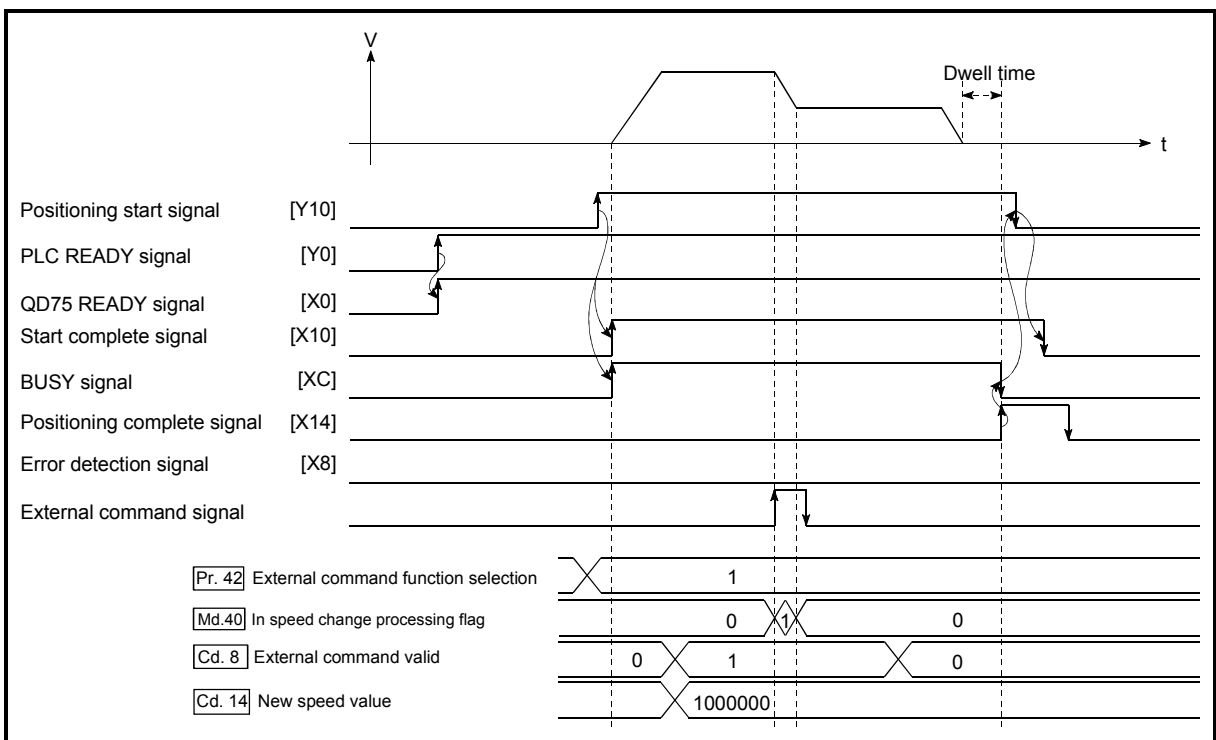 V
Dwell time
t
Positioning start signal [Y10]
PLC READY signal [Y0]
QD75 READY signal [X0]
Start complete signal [X10]
BUSY signal [XC]
Positioning complete signal [X14]
Error detection signal [X8]
External command signal
Pr. 42 External command function selection 1
Md.40 In speed change processing flag 0 1 0
Cd. 8 External command valid 0 1 0
Cd. 14 New speed value 1000000